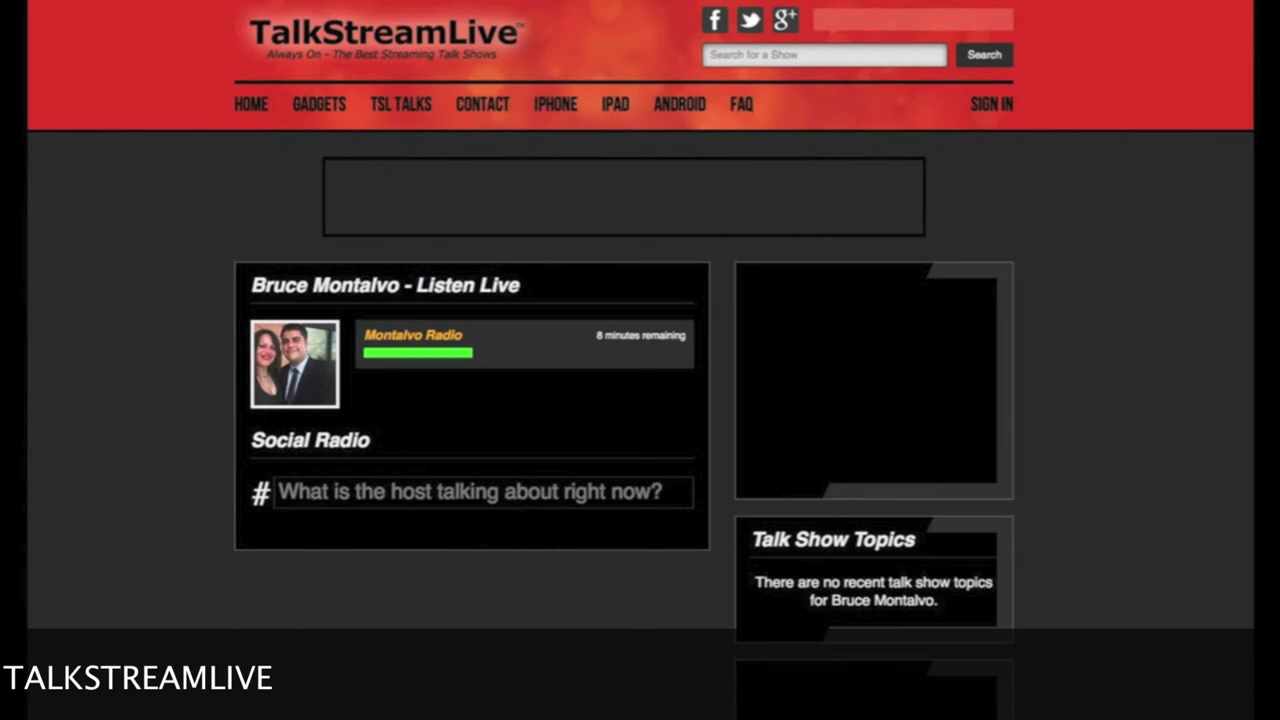 TalkStreamLive™
Always On - The Best Streaming Talk Shows
f g+
Search for a Show
Search
HOME GADGETS TSL TALKS CONTACT IPHONE IPAD ANDROID FAQ SIGN IN
Bruce Montalvo - Listen Live
Montalvo Radio 8 minutes remaining
Social Radio
# What is the host talking about right now?
Talk Show Topics
There are no recent talk show topics
for Bruce Montalvo.
TALKSTREAMLIVE